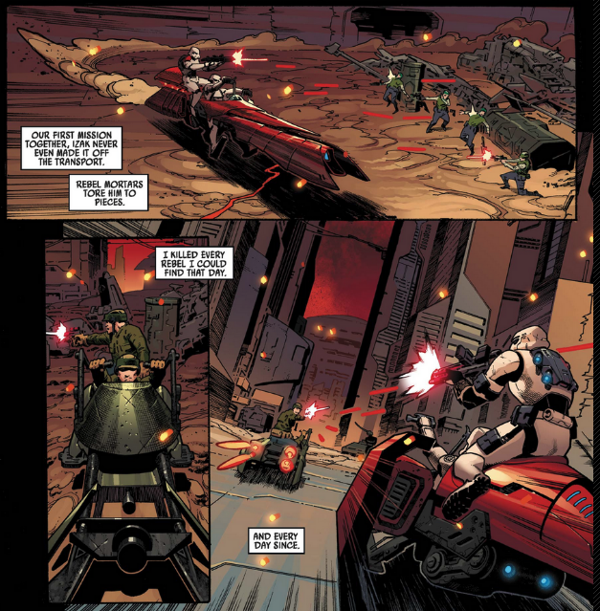 OUR FIRST MISSION
TOGETHER, IZAK NEVER
EVEN MADE IT OFF
THE TRANSPORT.
REBEL MORTARS
TORE HIM TO
PIECES.
I KILLED EVERY
REBEL I COULD
FIND THAT DAY.
AND EVERY
DAY SINCE.